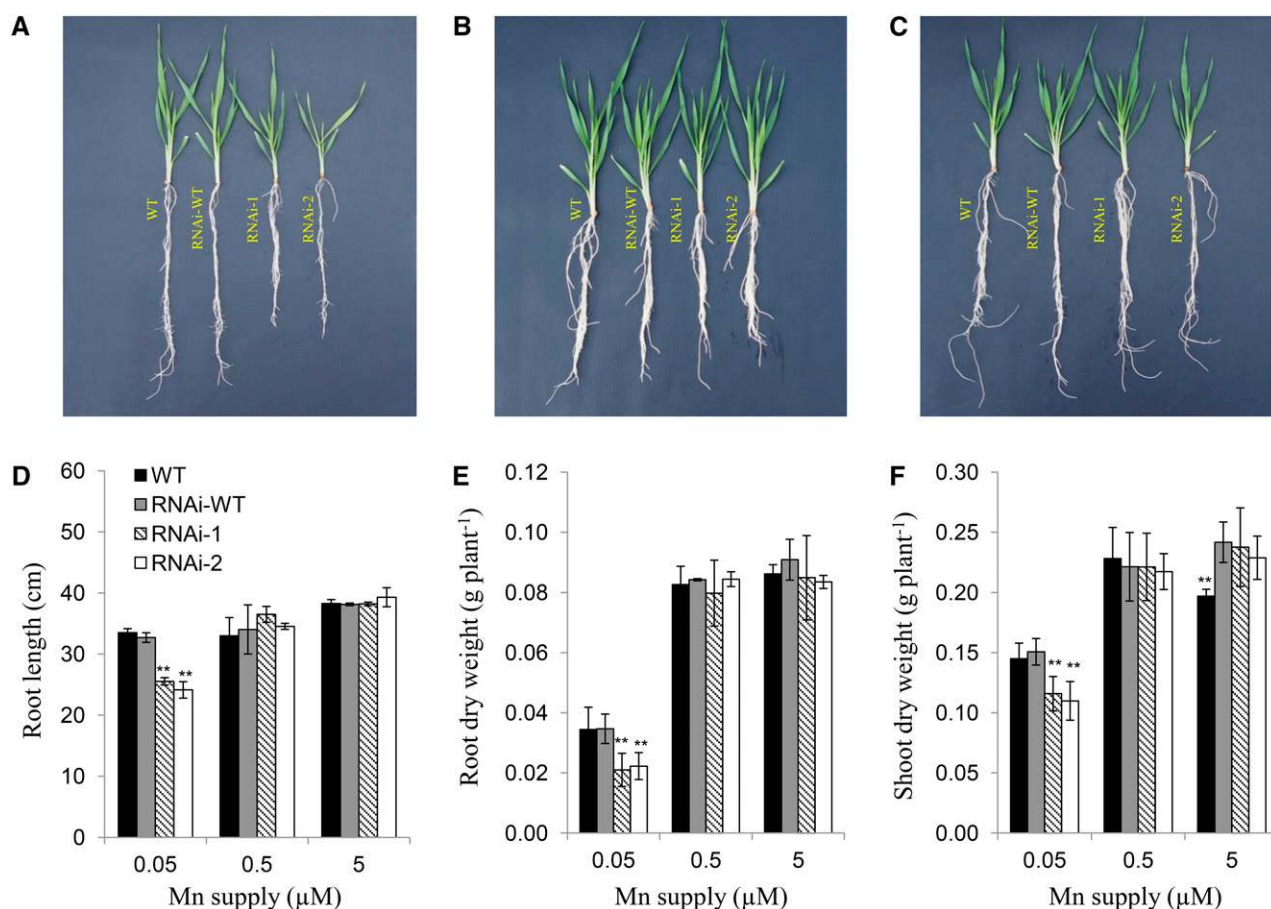 A
WT
RNAi-WT
RNAi-1
RNAi-2
B
WT
RNAi-WT
RNAi-1
RNAi-2
C
WT
RNAi-WT
RNAi-1
RNAi-2
D
WT
RNAi-WT
RNAi-1
RNAi-2
Root length (cm)
60
50
40
30
20
10
0
** **
0.05 0.5 5
Mn supply (µM)
E
Root dry weight (g plant⁻¹)
0.12
0.10
0.08
0.06
0.04
0.02
0.00
** **
0.05 0.5 5
Mn supply (µM)
F
Shoot dry weight (g plant⁻¹)
0.30
0.25
0.20
0.15
0.10
0.05
0.00
** ** **
0.05 0.5 5
Mn supply (µM)